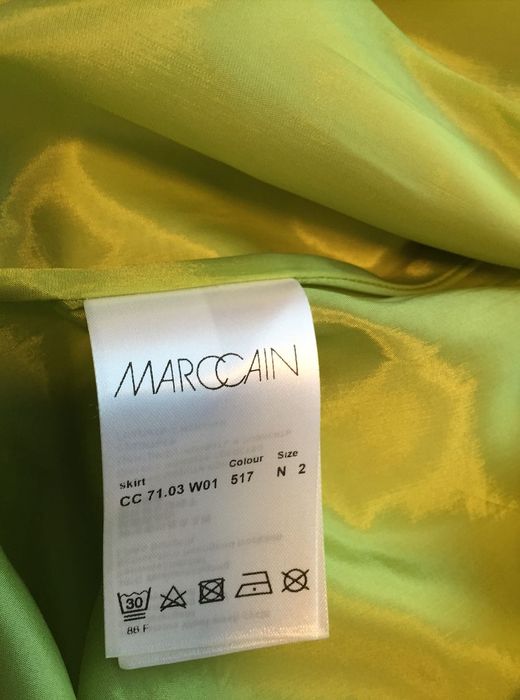 MARCCAIN
skirt Colour Size
CC 71.03 W01 517 N 2
30
86 F